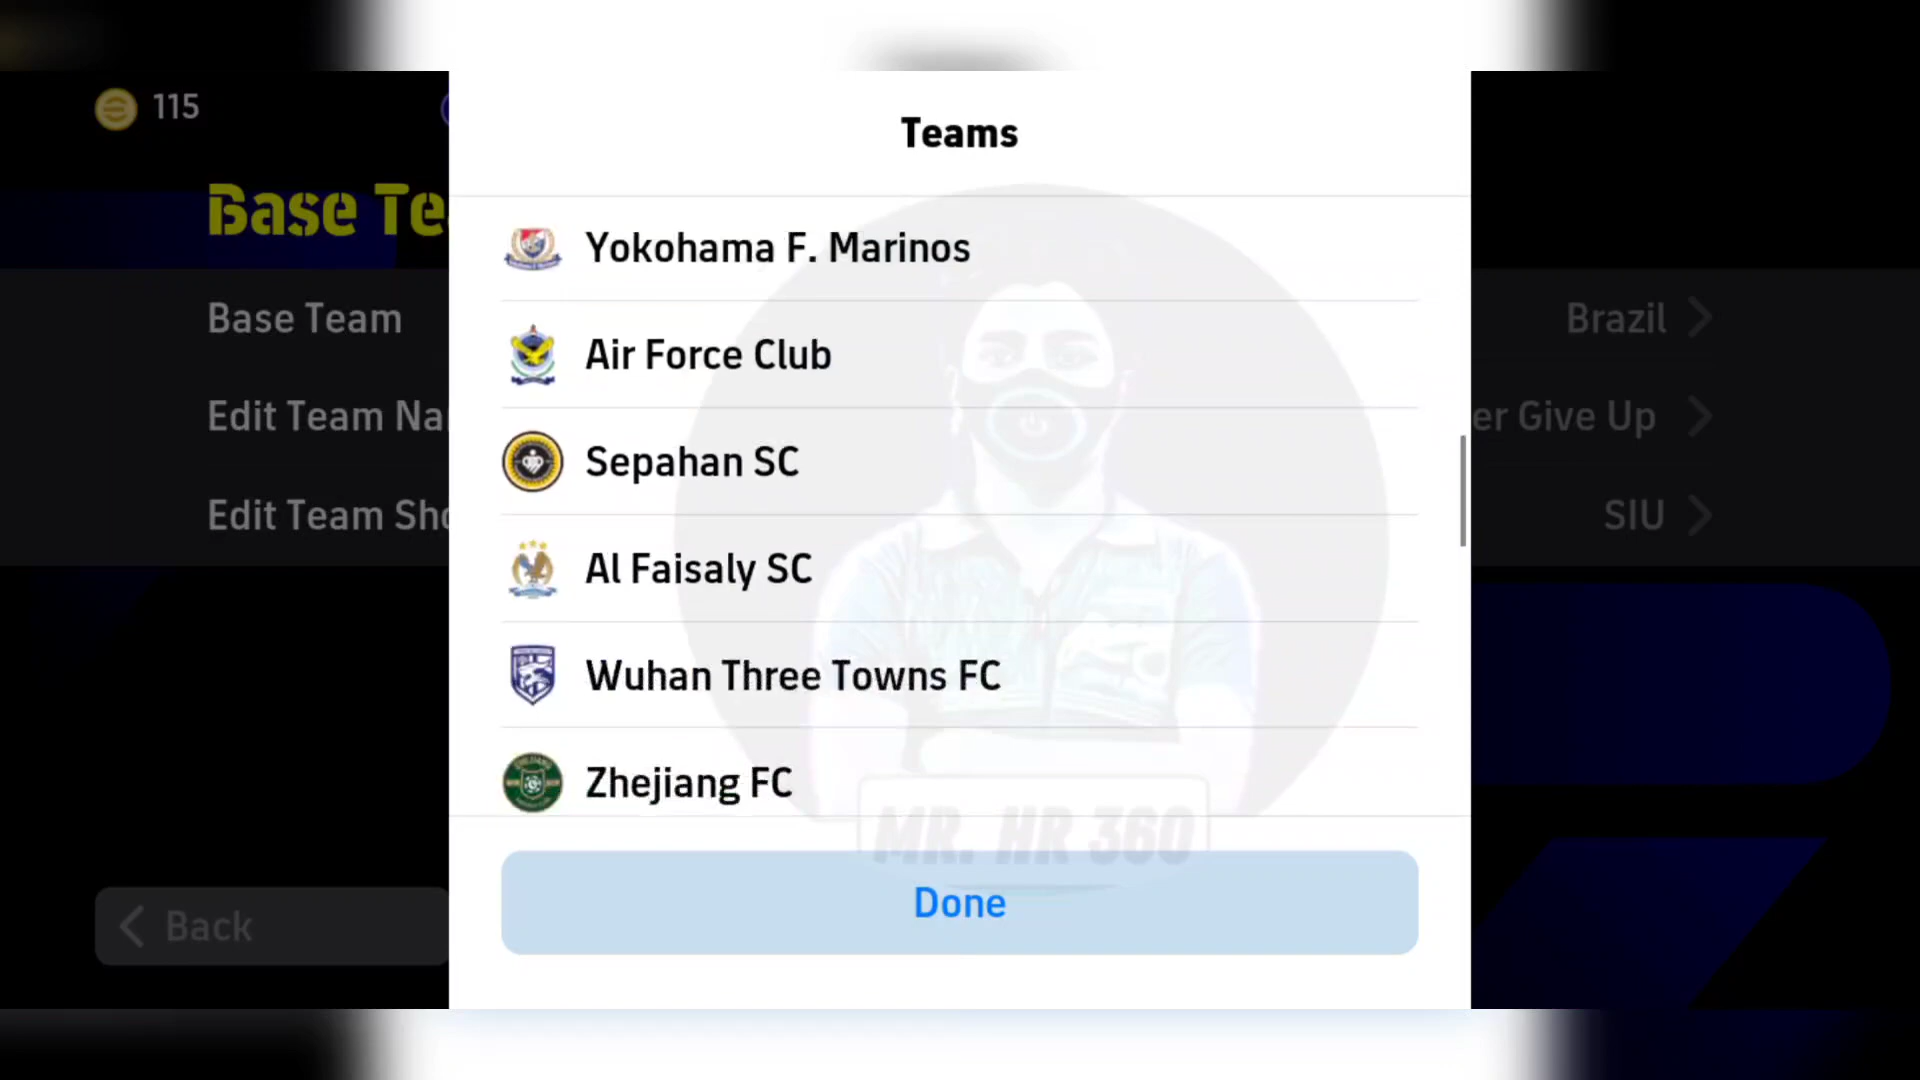 115
Teams
Base Te
Yokohama F. Marinos
Base Team
Brazil
Air Force Club
Edit Team Na
er Give Up
Sepahan SC
Edit Team Sho
SIU
Al Faisaly SC
Wuhan Three Towns FC
Zhejiang FC
MR. HR 360
Done
Back